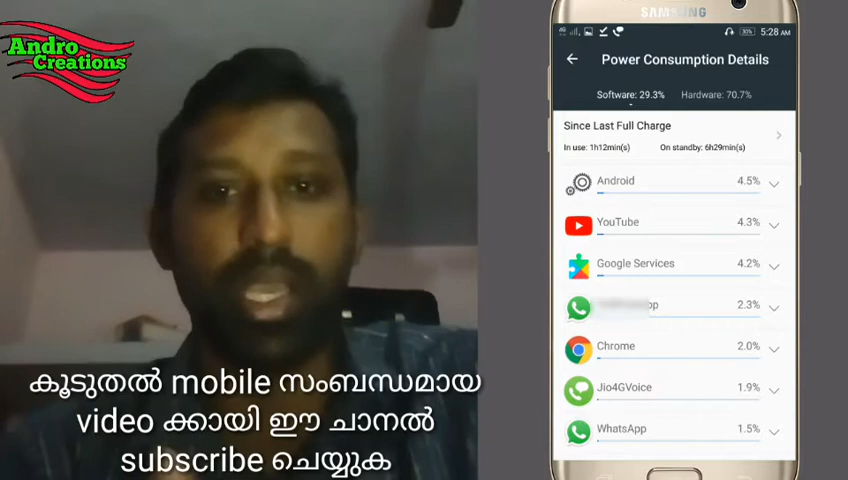 Andro
Creations
കൂടുതൽ mobile സംബന്ധമായ
video ക്കായി ഈ ചാനൽ
subscribe ചെയ്യുക
SAMSUNG
4G
30%
5:28 AM
Power Consumption Details
Software: 29.3%
Hardware: 70.7%
Since Last Full Charge
In use: 1h12min(s)
On standby: 6h29min(s)
Android
4.5%
YouTube
4.3%
Google Services
4.2%
2.3%
Chrome
2.0%
Jio4GVoice
1.9%
WhatsApp
1.5%